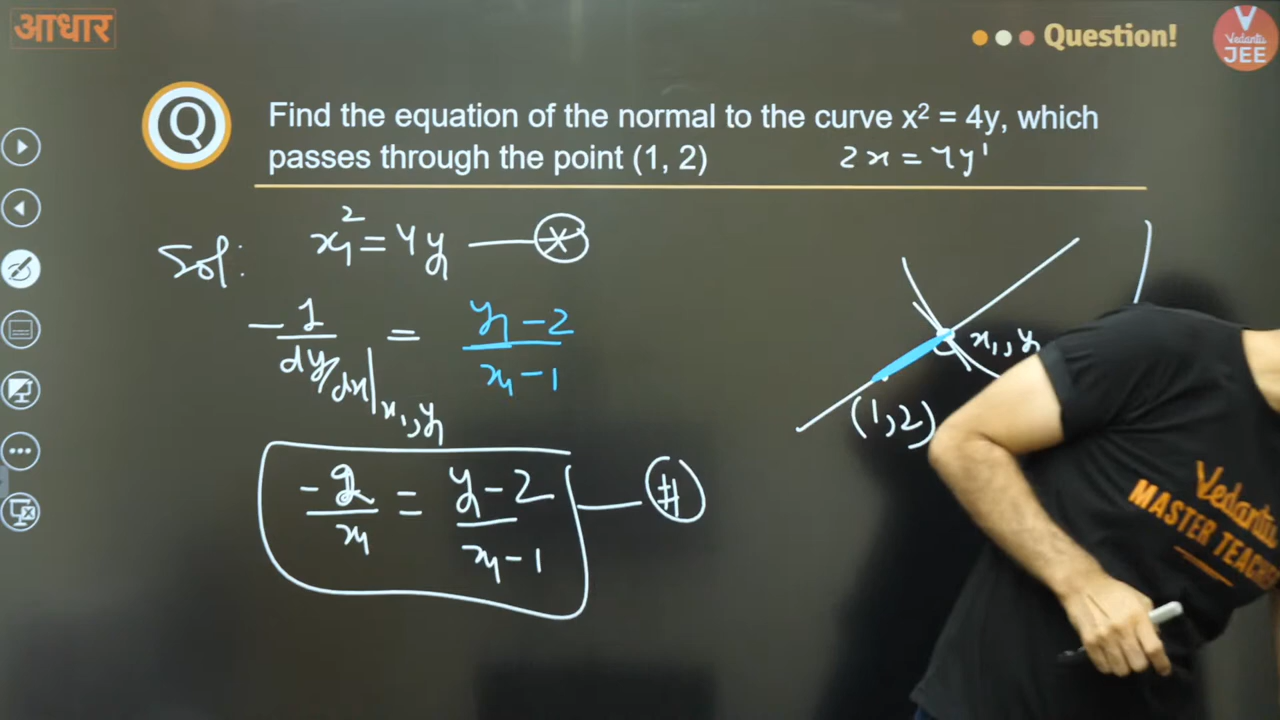 आधार
Question!
Vedantu
JEE
Q
Find the equation of the normal to the curve x² = 4y, which
passes through the point (1, 2)
2x = 4y'
Sol:
x₁² = 4y₁ — (*)
-1/(dy/dx)|x₁,y₁ = (y₁-2)/(x₁-1)
-2/x₁ = (y₁-2)/(x₁-1) — (#)
x₁, y₁
(1,2)
Vedantu
MASTER TEACHE